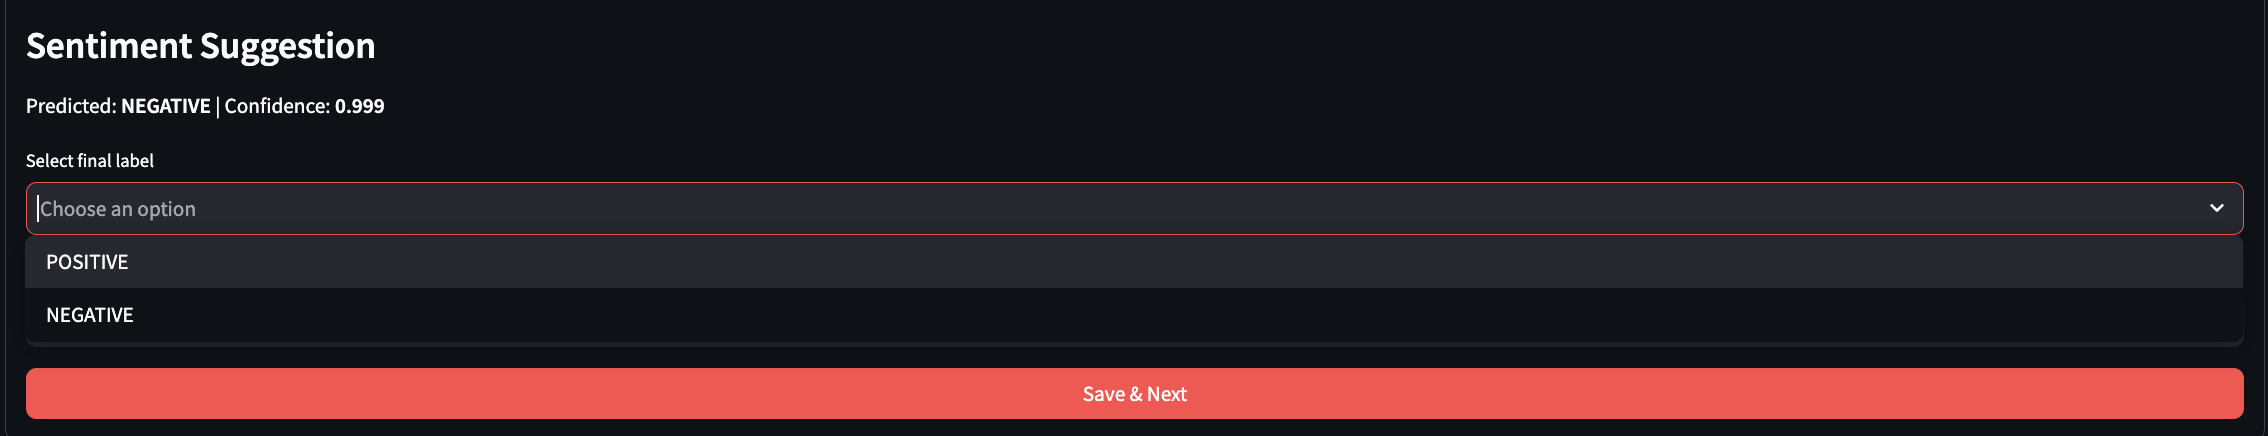 Sentiment Suggestion
Predicted: NEGATIVE | Confidence: 0.999
Select final label
Choose an option
POSITIVE
NEGATIVE
Save & Next